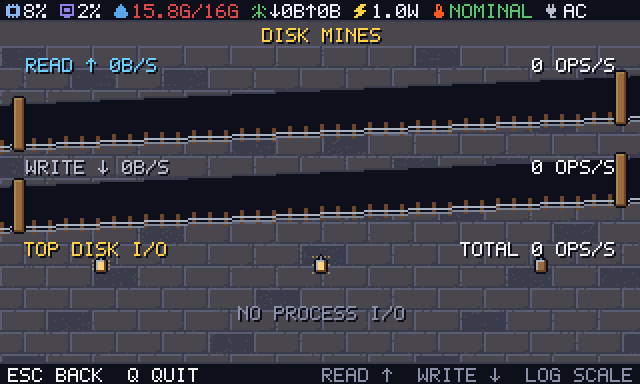 8% 2% 15.8G/16G ↓0B↑0B 1.0W NOMINAL AC
DISK MINES
READ ↑ 0B/S 0 OPS/S
WRITE ↓ 0B/S 0 OPS/S
TOP DISK I/O TOTAL 0 OPS/S
NO PROCESS I/O
ESC BACK Q QUIT READ ↑ WRITE ↓ LOG SCALE